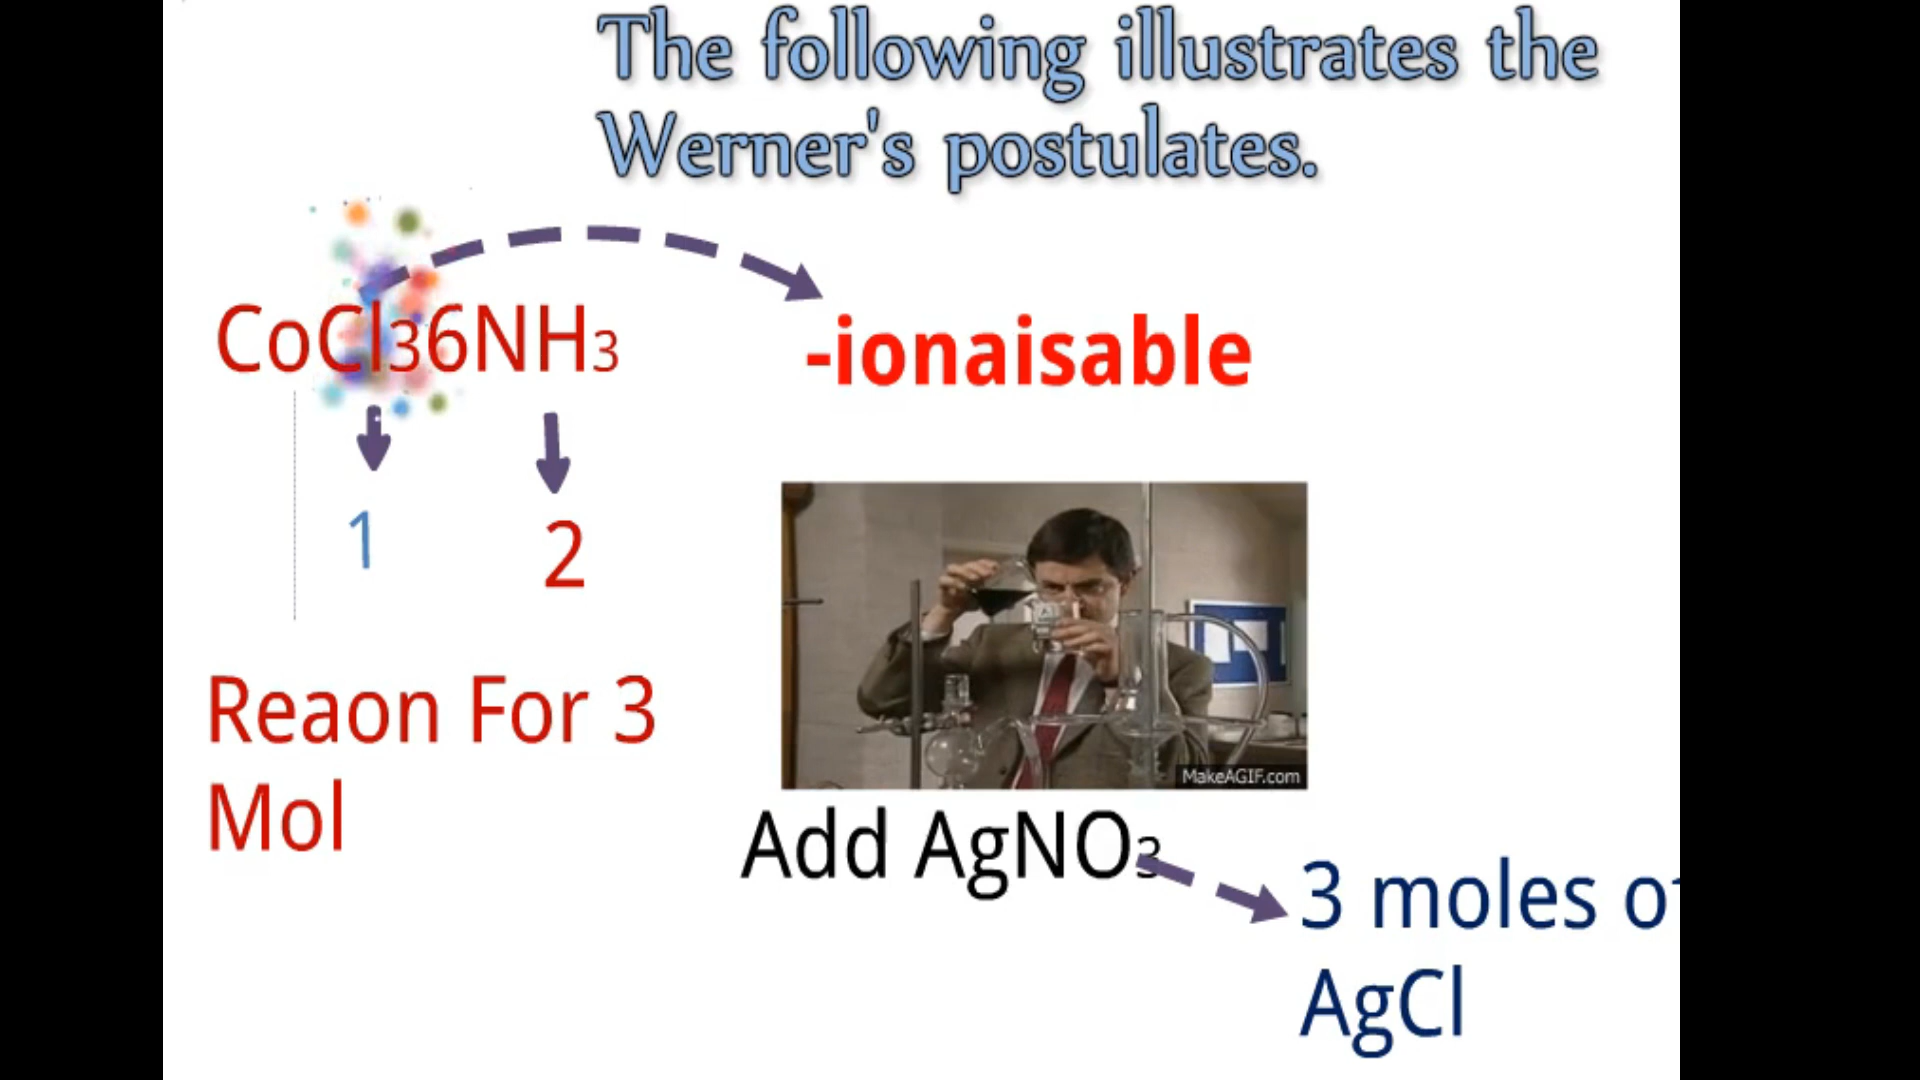 The following illustrates the
Werner's postulates.
CoCl36NH3
-ionaisable
1
2
Reaon For 3
Mol
MakeAGIF.com
Add AgNO3
3 moles of
AgCl